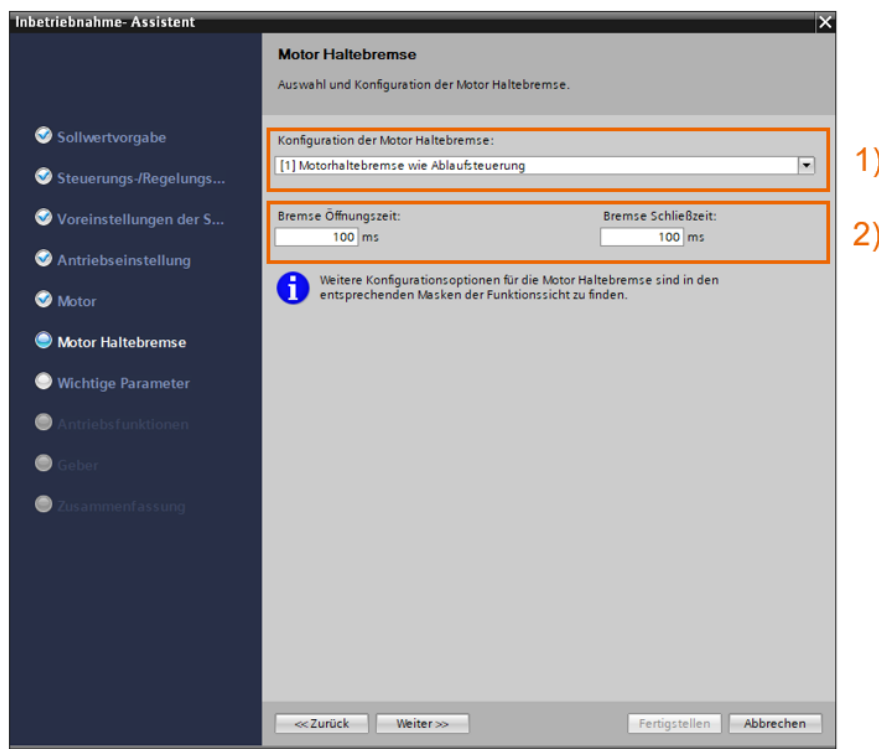 Inbetriebnahme- Assistent
Motor Haltebremse
Auswahl und Konfiguration der Motor Haltebremse.
Sollwertvorgabe
Steuerungs-/Regelungs...
Voreinstellungen der S...
Antriebseinstellung
Motor
Motor Haltebremse
Wichtige Parameter
Antriebsfunktionen
Geber
Zusammenfassung
Konfiguration der Motor Haltebremse:
[1] Motorhaltebremse wie Ablaufsteuerung
1)
Bremse Öffnungszeit:
100 ms
Bremse Schließzeit:
100 ms
2)
Weitere Konfigurationsoptionen für die Motor Haltebremse sind in den
entsprechenden Masken der Funktionssicht zu finden.
<< Zurück
Weiter >>
Fertigstellen
Abbrechen